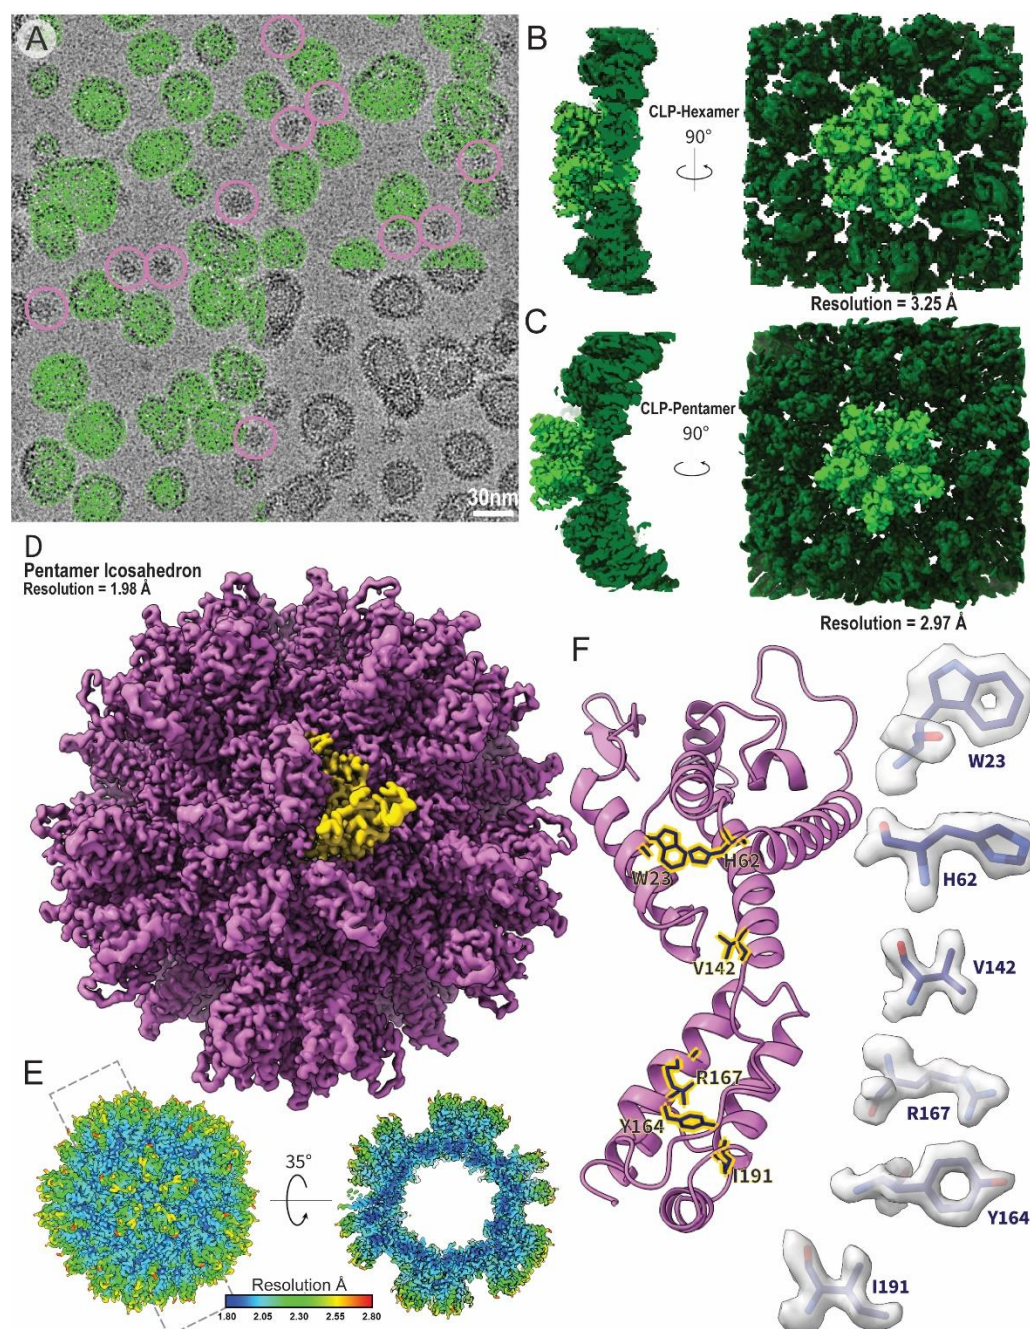 A
30nm
B
CLP-Hexamer
90°
Resolution = 3.25 Å
C
CLP-Pentamer
90°
Resolution = 2.97 Å
D
Pentamer Icosahedron
Resolution = 1.98 Å
E
35°
Resolution Å
1.80 2.05 2.30 2.55 2.80
F
W23
H62
V142
R167
Y164
I191
W23
H62
V142
R167
Y164
I191